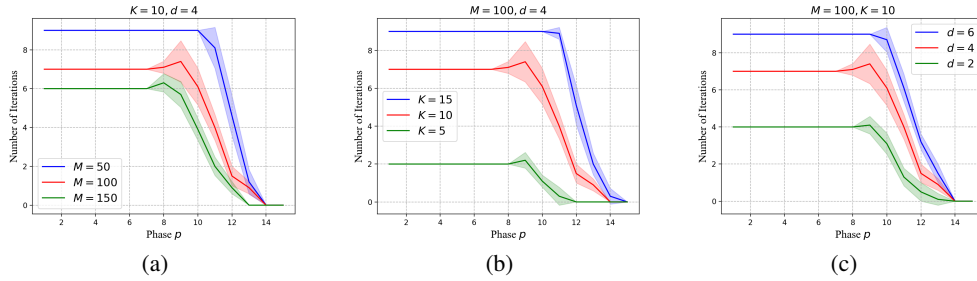 K = 10, d = 4
Number of Iterations
8
6
4
2
0
M = 50
M = 100
M = 150
2 4 6 8 10 12 14
Phase p
(a)
M = 100, d = 4
Number of Iterations
8
6
4
2
0
K = 15
K = 10
K = 5
2 4 6 8 10 12 14
Phase p
(b)
M = 100, K = 10
Number of Iterations
8
6
4
2
0
d = 6
d = 4
d = 2
2 4 6 8 10 12 14
Phase p
(c)